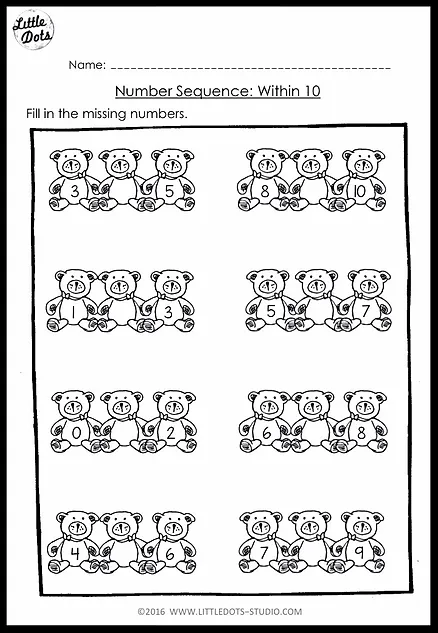 Little
Dots
Name: ____________________________________________
Number Sequence: Within 10
Fill in the missing numbers.
3 5 8 10
1 3 5 7
0 2 6 8
4 6 7 9
©2016 WWW.LITTLEDOTS-STUDIO.COM